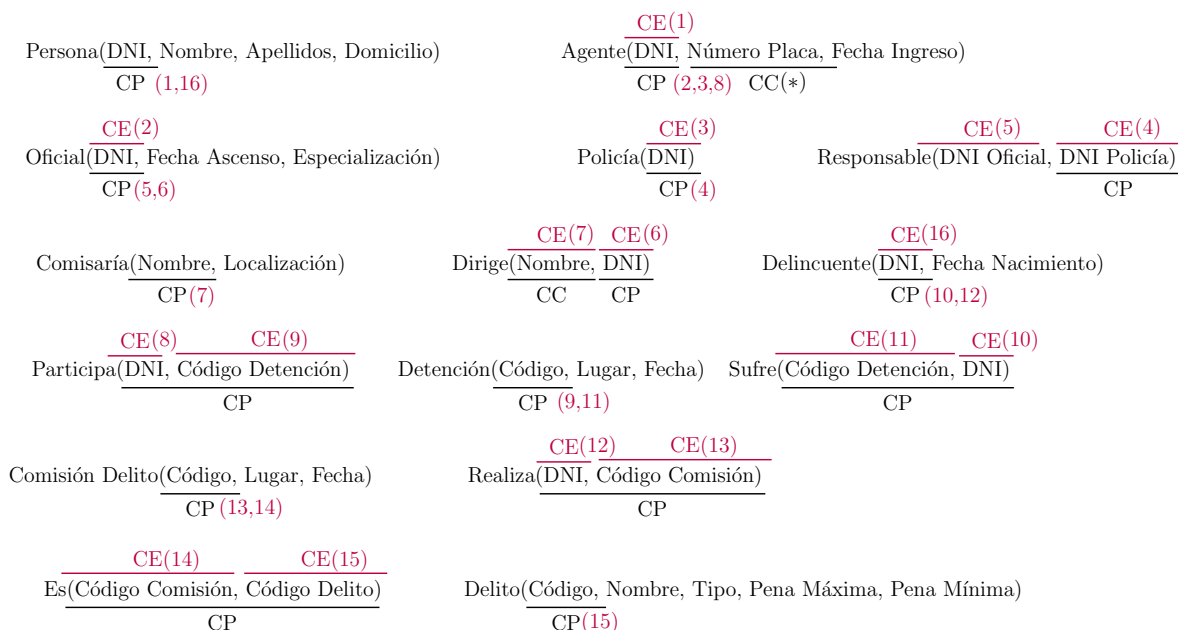 CE(1)
Persona(DNI, Nombre, Apellidos, Domicilio) Agente(DNI, Número Placa, Fecha Ingreso)
CP (1,16) CP (2,3,8) CC(*)
CE(2) CE(3) CE(5) CE(4)
Oficial(DNI, Fecha Ascenso, Especialización) Policía(DNI) Responsable(DNI Oficial, DNI Policía)
CP(5,6) CP(4) CP
CE(7) CE(6) CE(16)
Comisaría(Nombre, Localización) Dirige(Nombre, DNI) Delincuente(DNI, Fecha Nacimiento)
CP(7) CC CP CP (10,12)
CE(8) CE(9) CE(11) CE(10)
Participa(DNI, Código Detención) Detención(Código, Lugar, Fecha) Sufre(Código Detención, DNI)
CP CP (9,11) CP
CE(12) CE(13)
Comisión Delito(Código, Lugar, Fecha) Realiza(DNI, Código Comisión)
CP (13,14) CP
CE(14) CE(15)
Es(Código Comisión, Código Delito) Delito(Código, Nombre, Tipo, Pena Máxima, Pena Mínima)
CP CP(15)